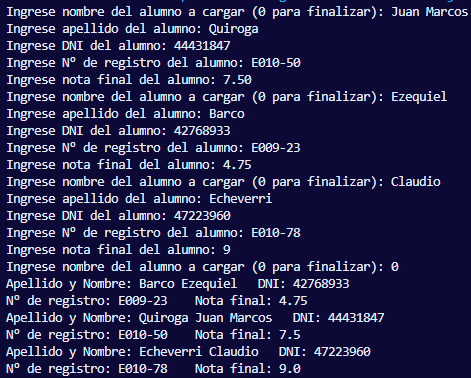 Ingrese nombre del alumno a cargar (0 para finalizar): Juan Marcos
Ingrese apellido del alumno: Quiroga
Ingrese DNI del alumno: 44431847
Ingrese Nº de registro del alumno: E010-50
Ingrese nota final del alumno: 7.50
Ingrese nombre del alumno a cargar (0 para finalizar): Ezequiel
Ingrese apellido del alumno: Barco
Ingrese DNI del alumno: 42768933
Ingrese Nº de registro del alumno: E009-23
Ingrese nota final del alumno: 4.75
Ingrese nombre del alumno a cargar (0 para finalizar): Claudio
Ingrese apellido del alumno: Echeverri
Ingrese DNI del alumno: 47223960
Ingrese Nº de registro del alumno: E010-78
Ingrese nota final del alumno: 9
Ingrese nombre del alumno a cargar (0 para finalizar): 0
Apellido y Nombre: Barco Ezequiel   DNI: 42768933
Nº de registro: E009-23    Nota final: 4.75
Apellido y Nombre: Quiroga Juan Marcos   DNI: 44431847
Nº de registro: E010-50    Nota final: 7.5
Apellido y Nombre: Echeverri Claudio   DNI: 47223960
Nº de registro: E010-78    Nota final: 9.0